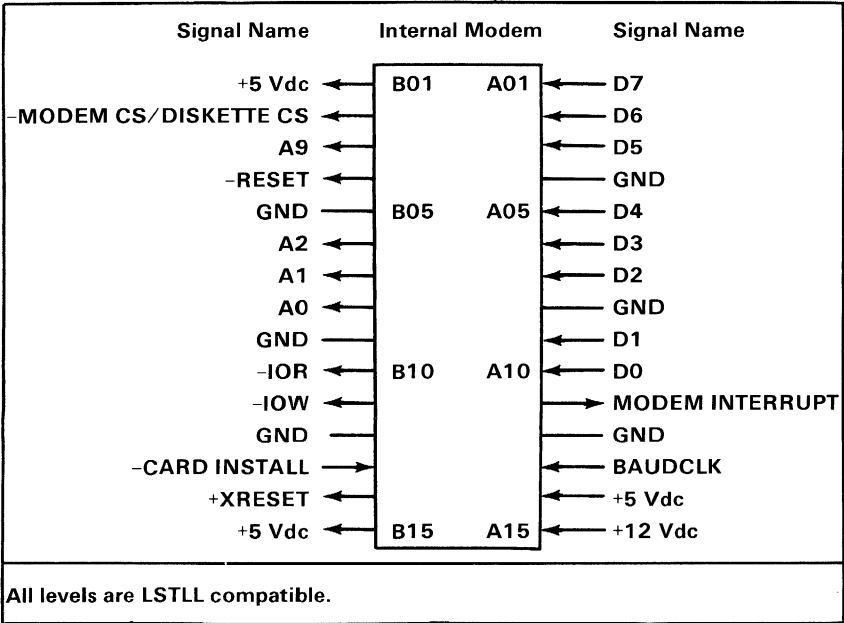 Signal Name Internal Modem Signal Name
+5 Vdc B01 A01 D7
-MODEM CS/DISKETTE CS D6
A9 D5
-RESET GND
GND B05 A05 D4
A2 D3
A1 D2
A0 GND
GND D1
-IOR B10 A10 D0
-IOW MODEM INTERRUPT
GND GND
-CARD INSTALL BAUDCLK
+XRESET +5 Vdc
+5 Vdc B15 A15 +12 Vdc
All levels are LSTLL compatible.